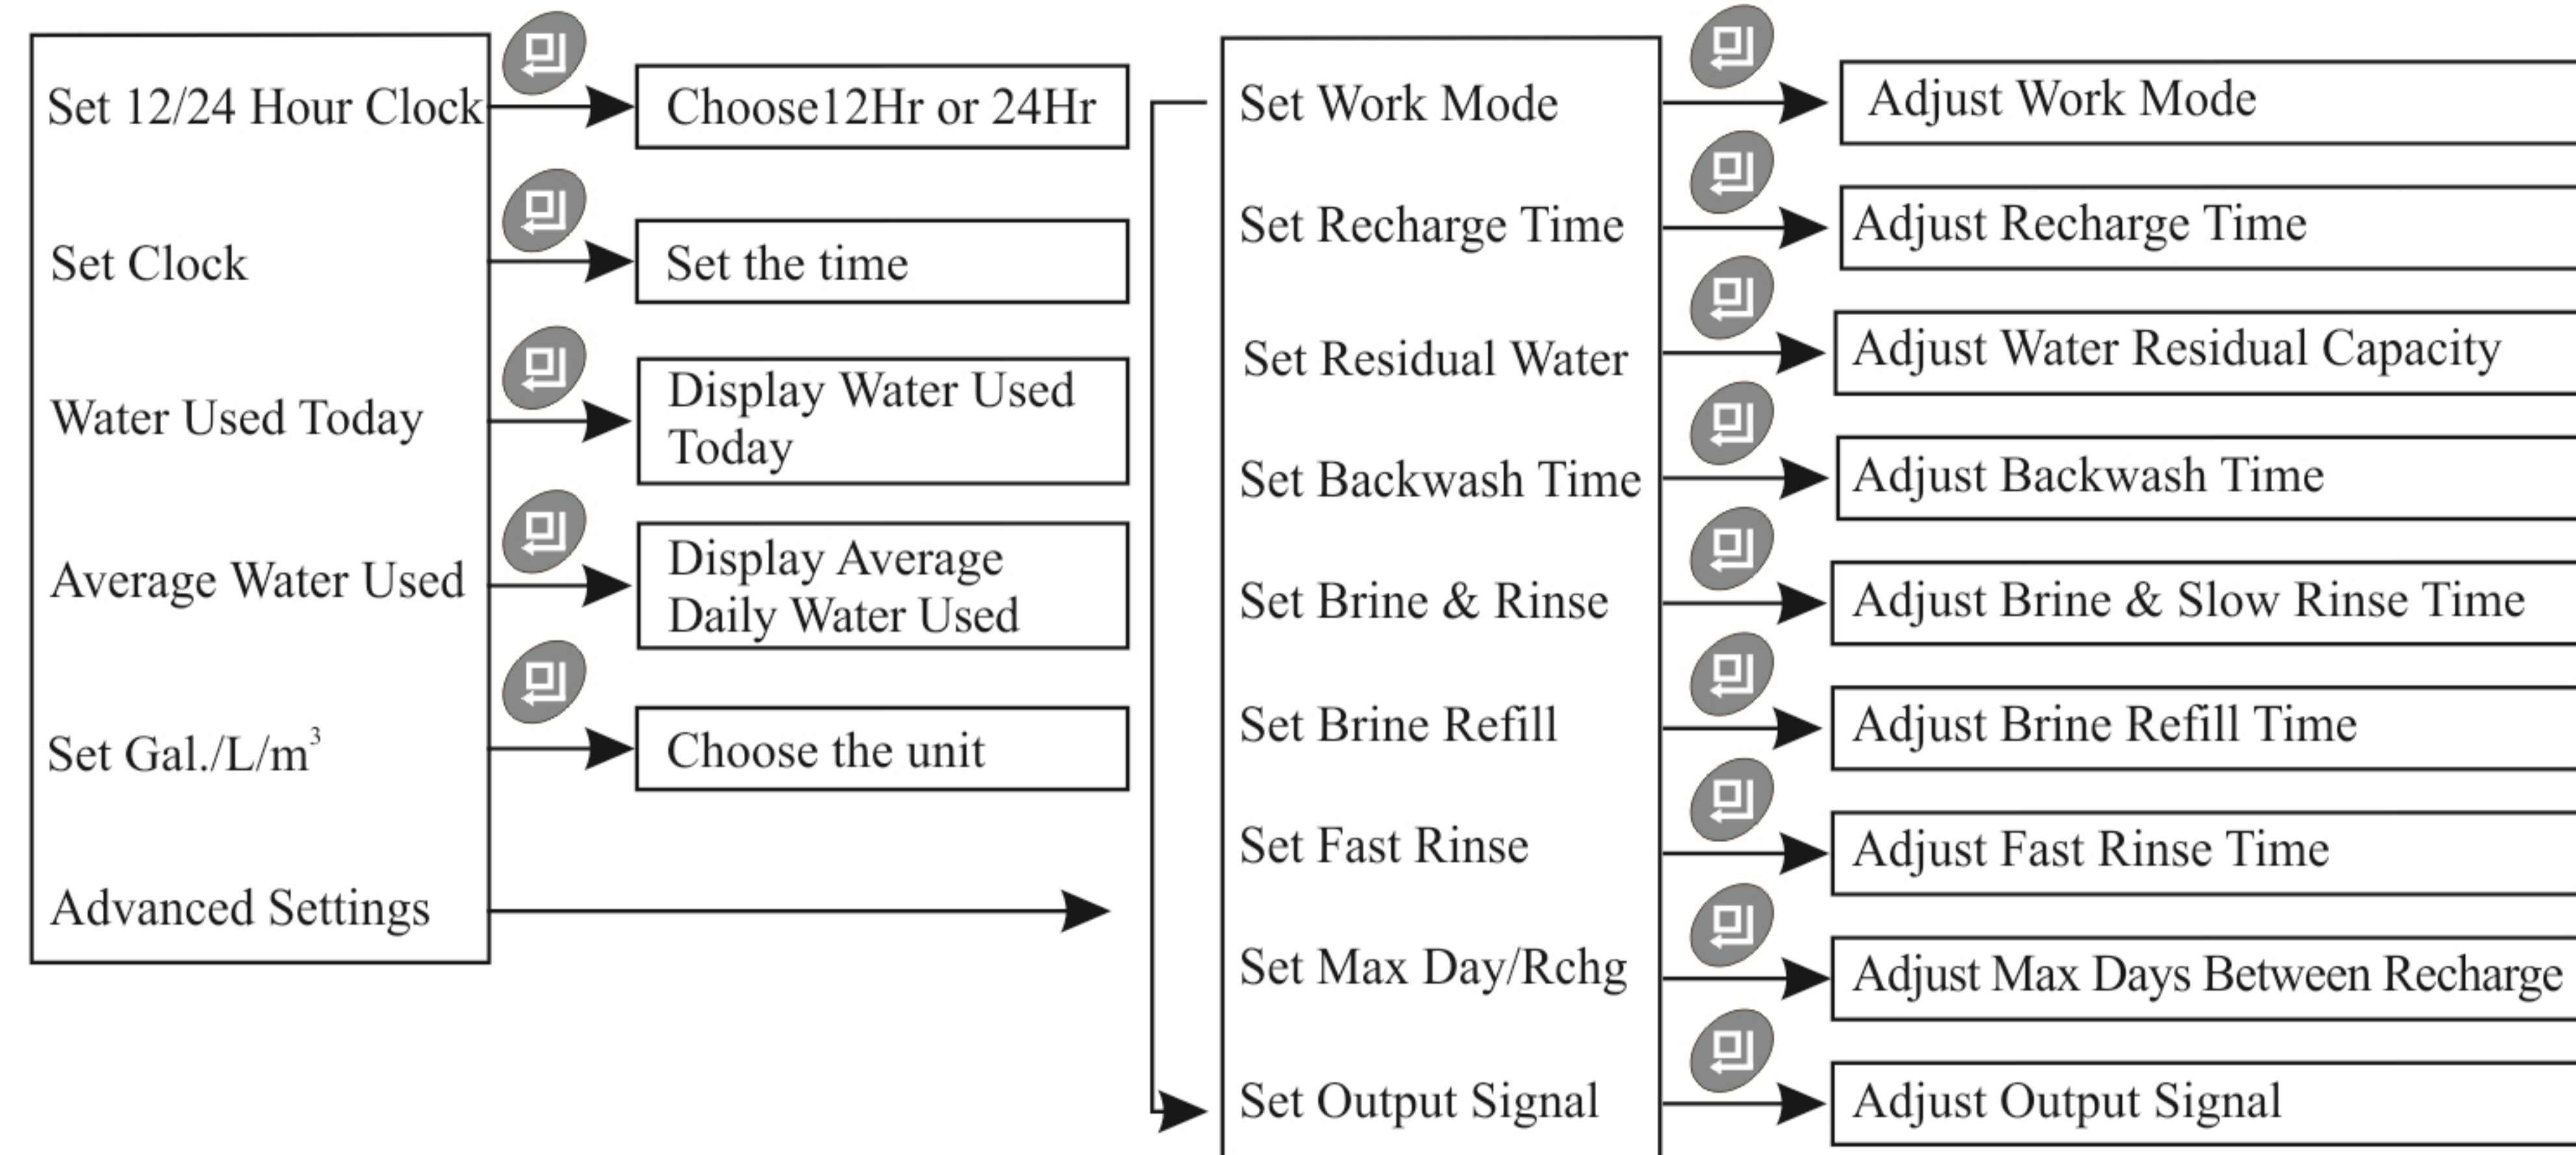 Set 12/24 Hour Clock
Choose12Hr or 24Hr
Set Clock
Set the time
Water Used Today
Display Water Used
Today
Average Water Used
Display Average
Daily Water Used
Set Gal./L/m³
Choose the unit
Advanced Settings
Set Work Mode
Adjust Work Mode
Set Recharge Time
Adjust Recharge Time
Set Residual Water
Adjust Water Residual Capacity
Set Backwash Time
Adjust Backwash Time
Set Brine & Rinse
Adjust Brine & Slow Rinse Time
Set Brine Refill
Adjust Brine Refill Time
Set Fast Rinse
Adjust Fast Rinse Time
Set Max Day/Rchg
Adjust Max Days Between Recharge
Set Output Signal
Adjust Output Signal